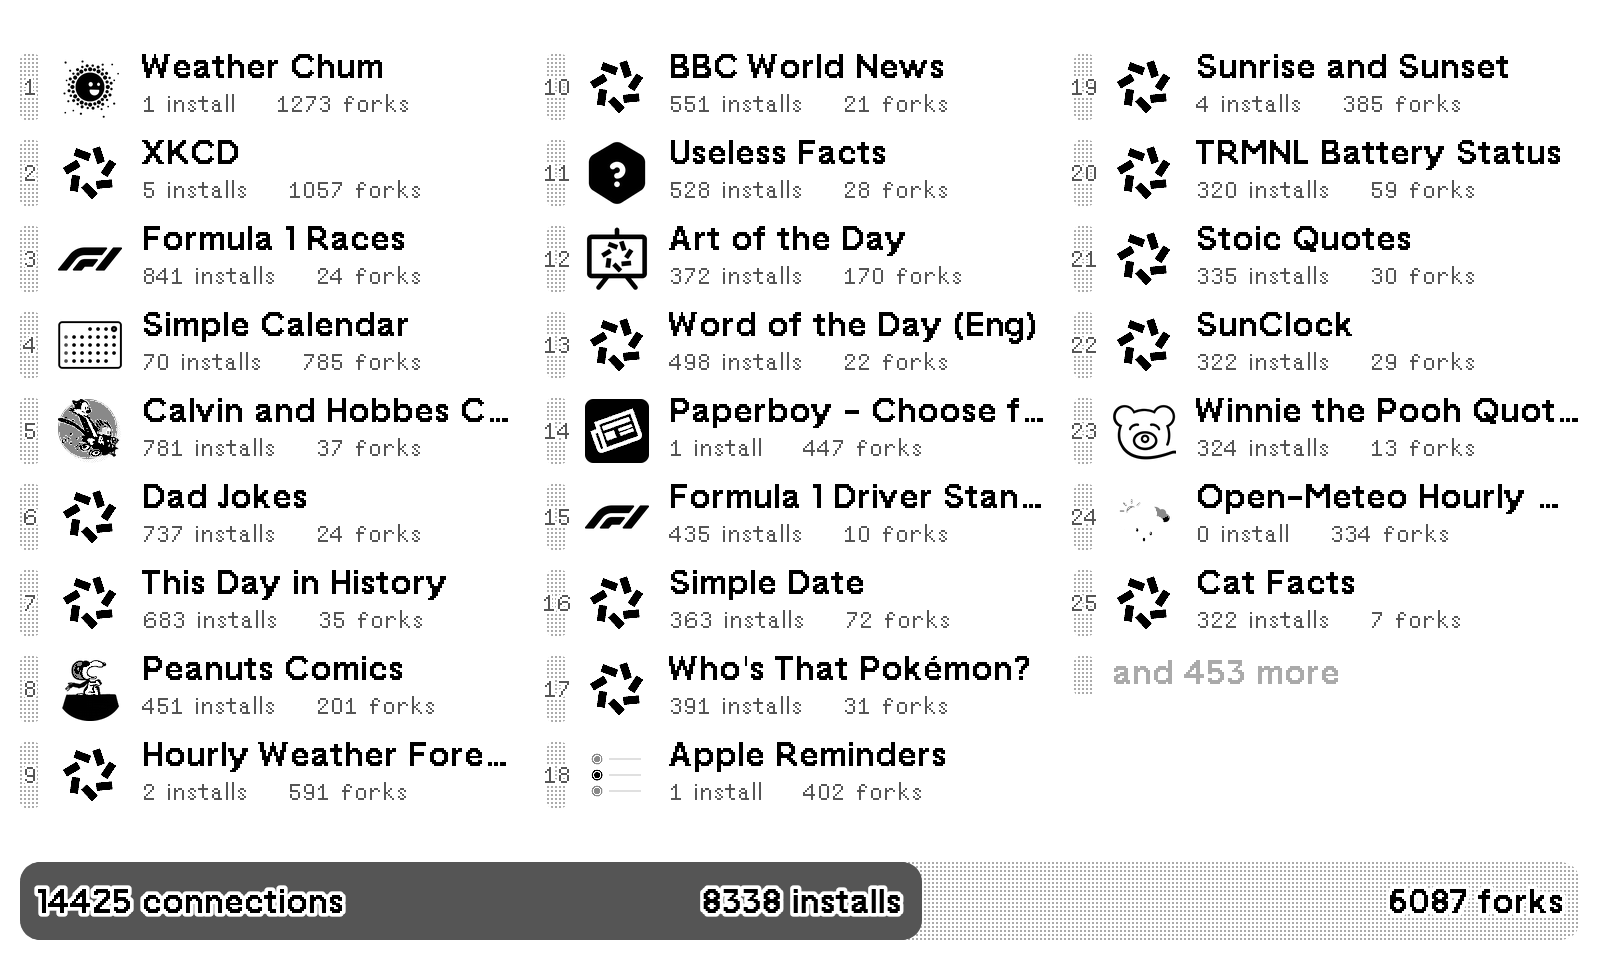 1
Weather Chum
1 install 1273 forks
2
XKCD
5 installs 1057 forks
3
Formula 1 Races
841 installs 24 forks
4
Simple Calendar
70 installs 785 forks
5
Calvin and Hobbes C...
781 installs 37 forks
6
Dad Jokes
737 installs 24 forks
7
This Day in History
683 installs 35 forks
8
Peanuts Comics
451 installs 201 forks
9
Hourly Weather Fore...
2 installs 591 forks
10
BBC World News
551 installs 21 forks
11
Useless Facts
528 installs 28 forks
12
Art of the Day
372 installs 170 forks
13
Word of the Day (Eng)
498 installs 22 forks
14
Paperboy - Choose f...
1 install 447 forks
15
Formula 1 Driver Stan...
435 installs 10 forks
16
Simple Date
363 installs 72 forks
17
Who's That Pokémon?
391 installs 31 forks
18
Apple Reminders
1 install 402 forks
19
Sunrise and Sunset
4 installs 385 forks
20
TRMNL Battery Status
320 installs 59 forks
21
Stoic Quotes
335 installs 30 forks
22
SunClock
322 installs 29 forks
23
Winnie the Pooh Quot...
324 installs 13 forks
24
Open-Meteo Hourly ...
0 install 334 forks
25
Cat Facts
322 installs 7 forks
and 453 more
14425 connections 8338 installs 6087 forks